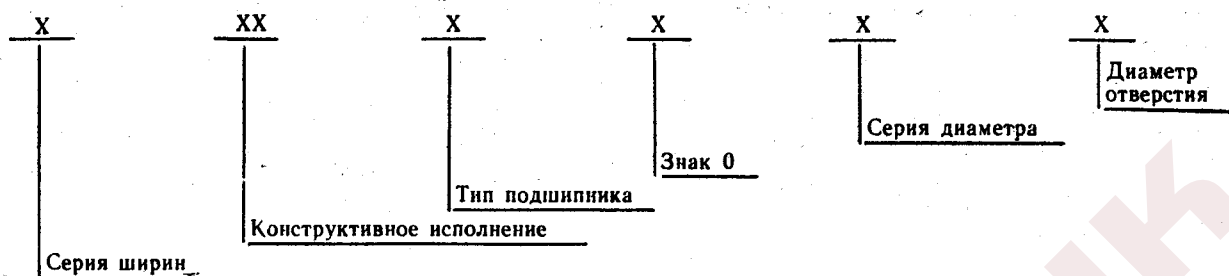 X XX X X X X
Диаметр
отверстия
Серия диаметра
Знак 0
Тип подшипника
Конструктивное исполнение
Серия ширин